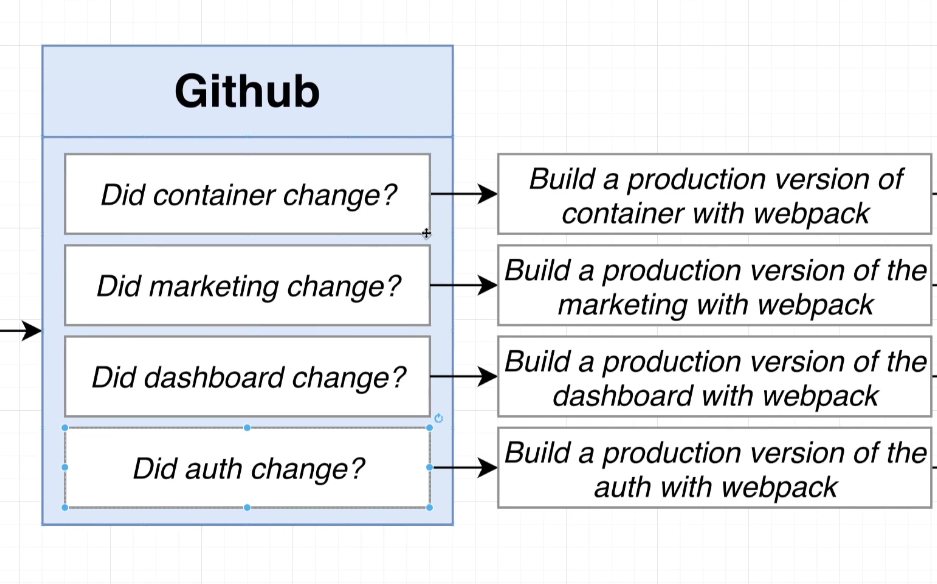 Github
Did container change?
Build a production version of
container with webpack
Did marketing change?
Build a production version of the
marketing with webpack
Did dashboard change?
Build a production version of the
dashboard with webpack
Did auth change?
Build a production version of the
auth with webpack